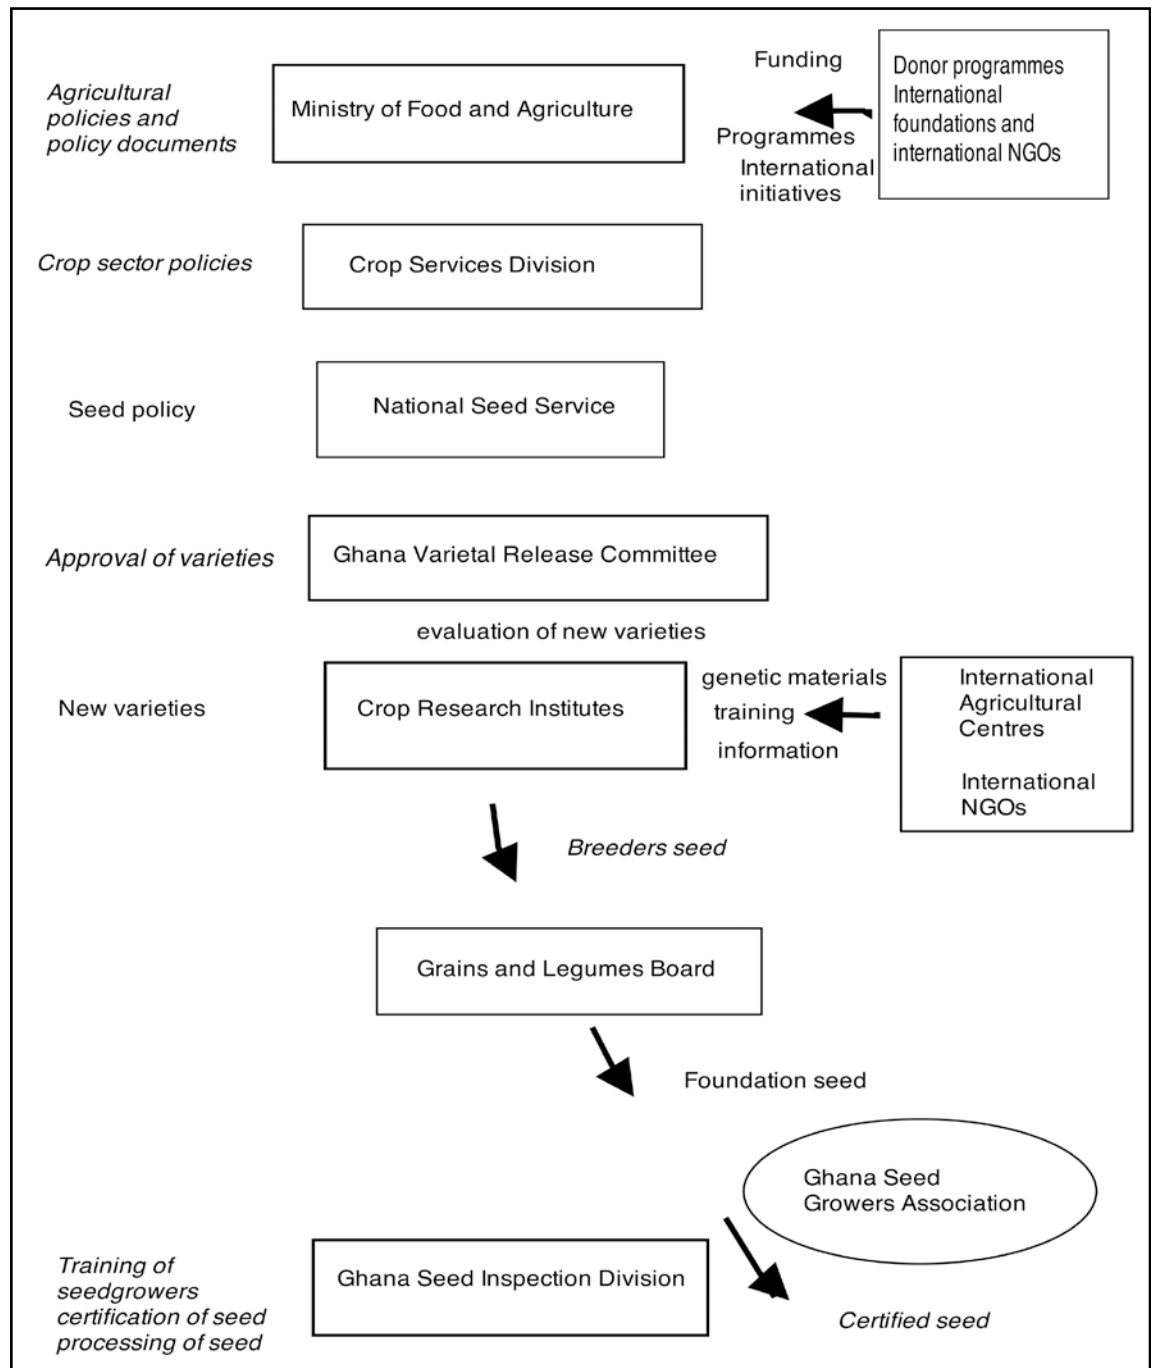 Agricultural
policies and
policy documents
Ministry of Food and Agriculture
Funding
Programmes
International
initiatives
Donor programmes
International
foundations and
international NGOs
Crop sector policies
Crop Services Division
Seed policy
National Seed Service
Approval of varieties
Ghana Varietal Release Committee
evaluation of new varieties
New varieties
Crop Research Institutes
genetic materials
training
information
International
Agricultural
Centres
International
NGOs
Breeders seed
Grains and Legumes Board
Foundation seed
Ghana Seed
Growers Association
Training of
seedgrowers
certification of seed
processing of seed
Ghana Seed Inspection Division
Certified seed